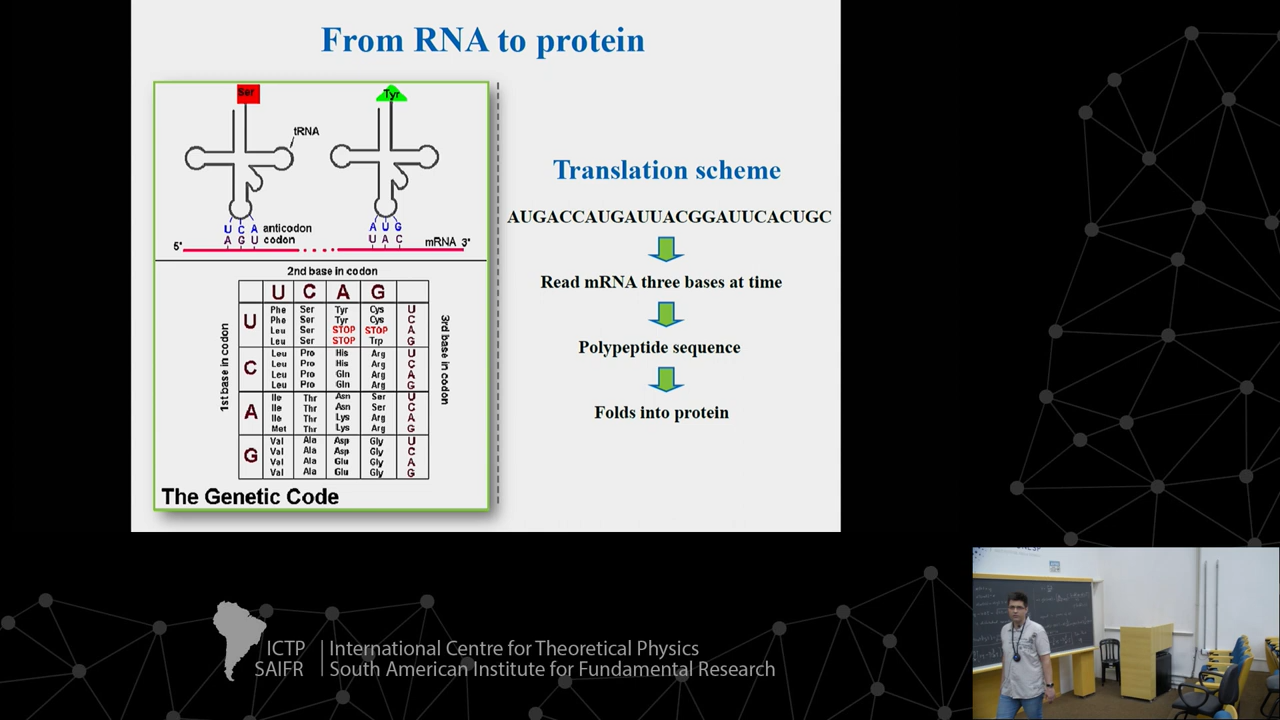 From RNA to protein
Ser
Tyr
tRNA
U C A
anticodon
A U G
A G U
codon
U A C
5'
mRNA 3'
2nd base in codon
U C A G
1st base in codon
3rd base in codon
U
Phe Ser Tyr Cys U
Phe Ser Tyr Cys C
Leu Ser STOP STOP A
Leu Ser STOP Trp G
C
Leu Pro His Arg U
Leu Pro His Arg C
Leu Pro Gln Arg A
Leu Pro Gln Arg G
A
Ile Thr Asn Ser U
Ile Thr Asn Ser C
Ile Thr Lys Arg A
Met Thr Lys Arg G
G
Val Ala Asp Gly U
Val Ala Asp Gly C
Val Ala Glu Gly A
Val Ala Glu Gly G
The Genetic Code
Translation scheme
AUGACCAUGAUUACGGAUUCACUGC
Read mRNA three bases at time
Polypeptide sequence
Folds into protein
ICTP
SAIFR
International Centre for Theoretical Physics
South American Institute for Fundamental Research